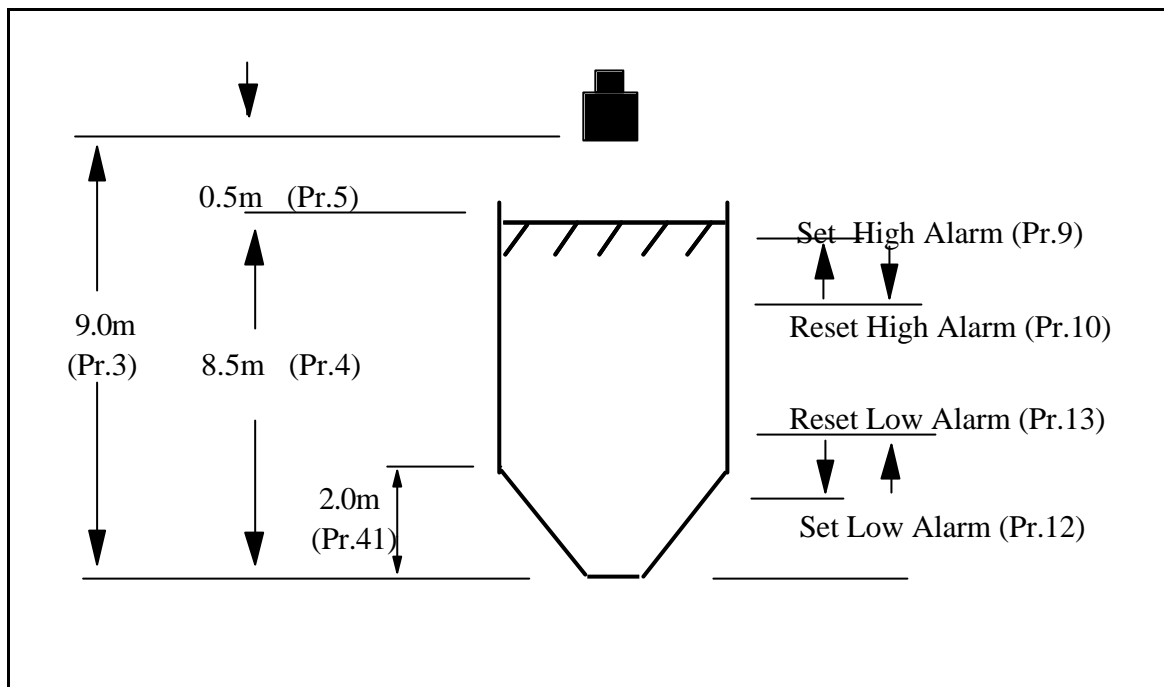 0.5m (Pr.5)
Set High Alarm (Pr.9)
9.0m
(Pr.3)
8.5m (Pr.4)
Reset High Alarm (Pr.10)
Reset Low Alarm (Pr.13)
2.0m
(Pr.41)
Set Low Alarm (Pr.12)